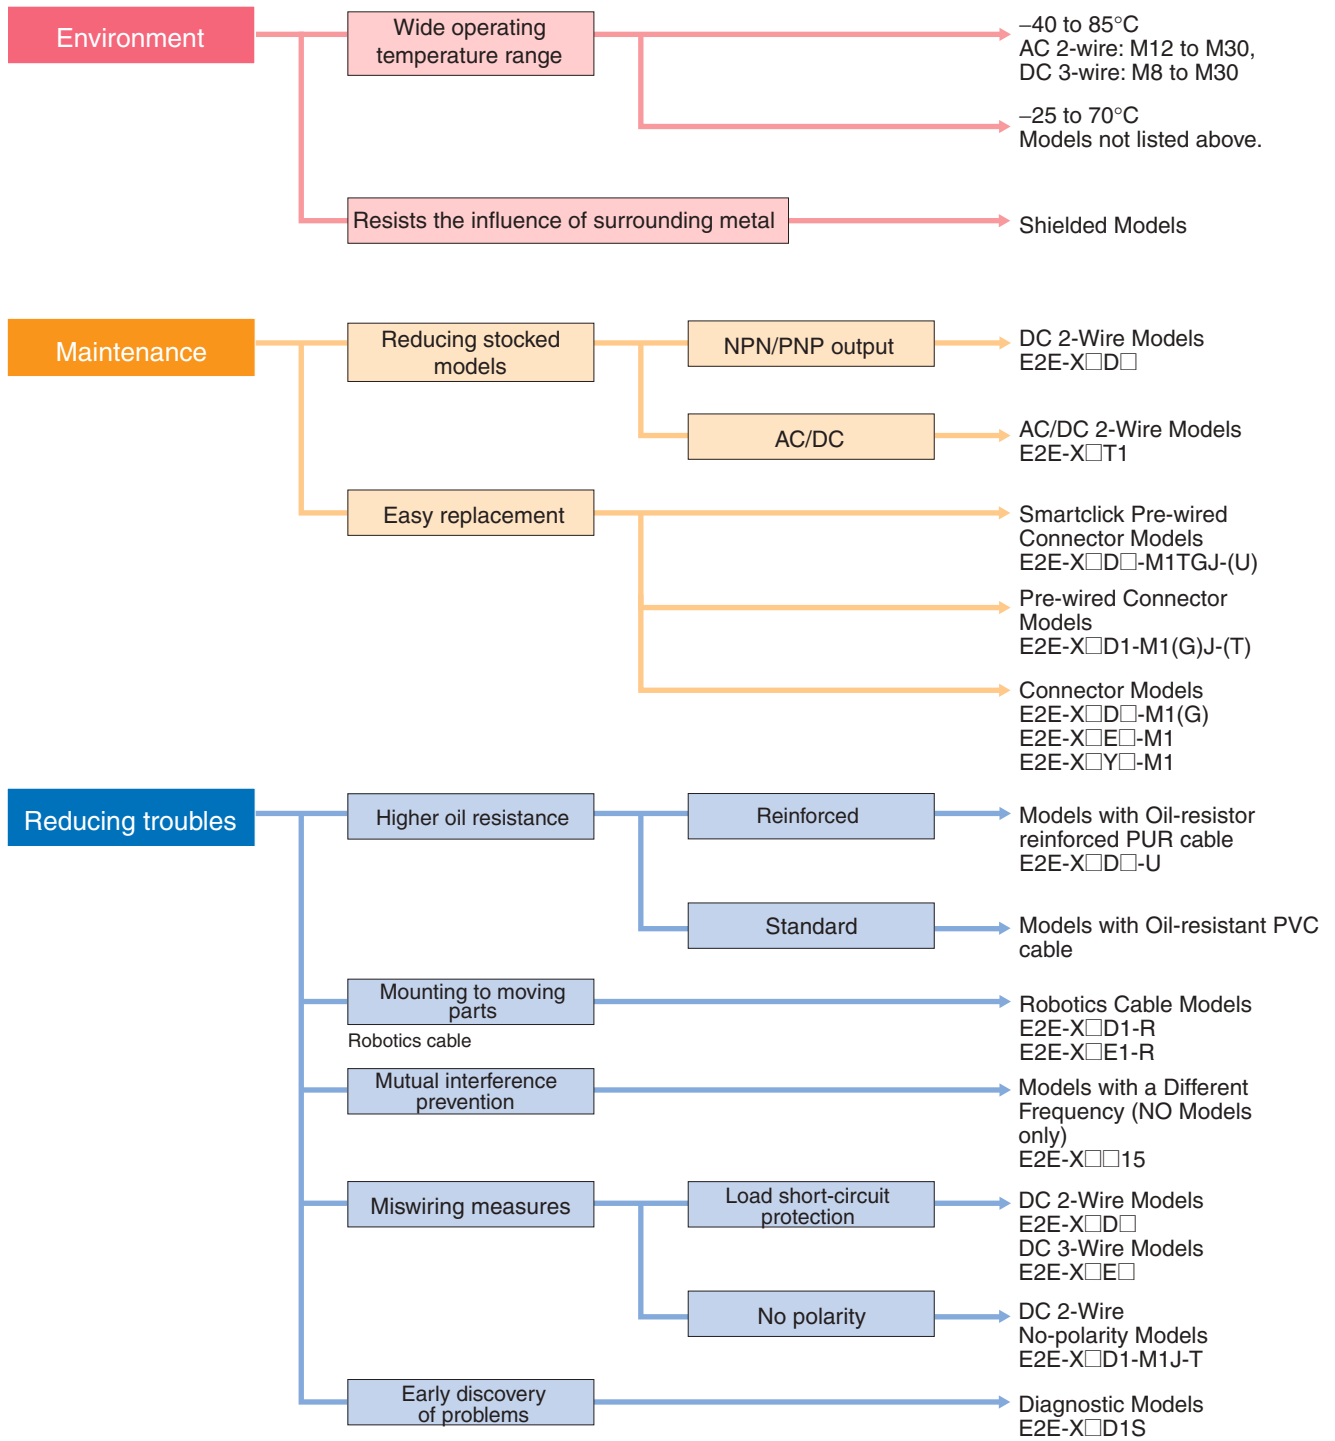 Environment
Wide operating
temperature range
–40 to 85°C
AC 2-wire: M12 to M30,
DC 3-wire: M8 to M30
–25 to 70°C
Models not listed above.
Resists the influence of surrounding metal
Shielded Models
Maintenance
Reducing stocked
models
NPN/PNP output
DC 2-Wire Models
E2E-X□D□
AC/DC
AC/DC 2-Wire Models
E2E-X□T1
Easy replacement
Smartclick Pre-wired
Connector Models
E2E-X□D□-M1TGJ-(U)
Pre-wired Connector
Models
E2E-X□D1-M1(G)J-(T)
Connector Models
E2E-X□D□-M1(G)
E2E-X□E□-M1
E2E-X□Y□-M1
Reducing troubles
Higher oil resistance
Reinforced
Models with Oil-resistor
reinforced PUR cable
E2E-X□D□-U
Standard
Models with Oil-resistant PVC
cable
Mounting to moving
parts
Robotics cable
Robotics Cable Models
E2E-X□D1-R
E2E-X□E1-R
Mutual interference
prevention
Models with a Different
Frequency (NO Models
only)
E2E-X□□15
Miswiring measures
Load short-circuit
protection
DC 2-Wire Models
E2E-X□D□
DC 3-Wire Models
E2E-X□E□
No polarity
DC 2-Wire
No-polarity Models
E2E-X□D1-M1J-T
Early discovery
of problems
Diagnostic Models
E2E-X□D1S